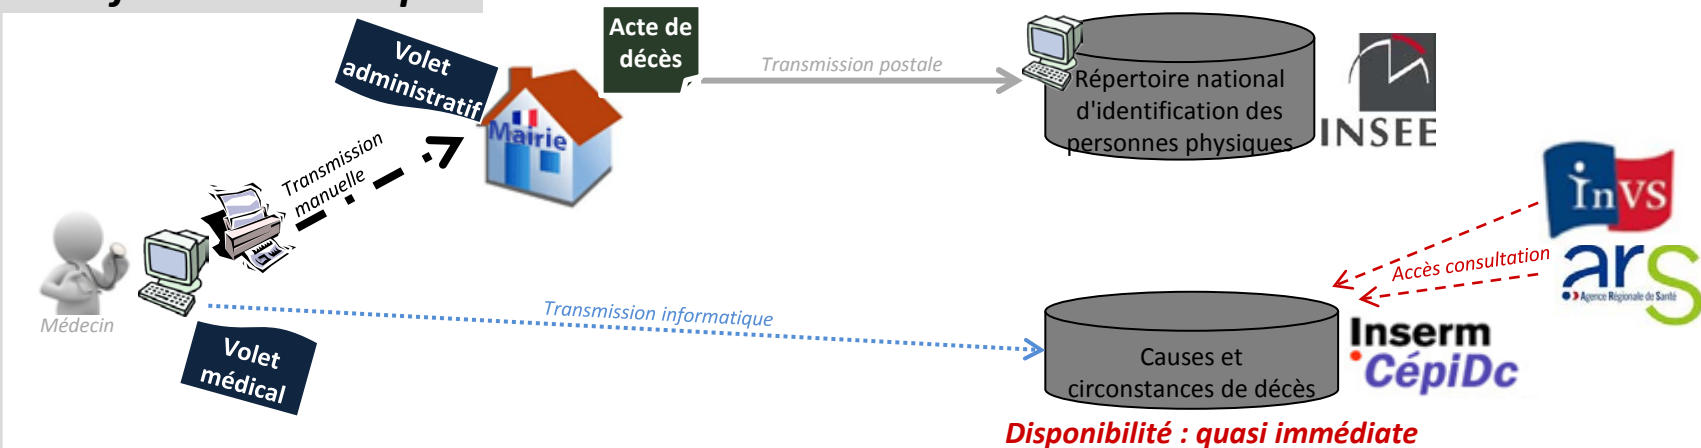 Acte de
décès
Volet
administratif
Transmission postale
Répertoire national
d'identification des
personnes physiques
INSEE
Mairie
Transmission
manuelle
Médecin
InVS
ars
Agence Régionale de Santé
Accès consultation
Transmission informatique
Volet
médical
Causes et
circonstances de décès
Inserm
CépiDc
Disponibilité : quasi immédiate